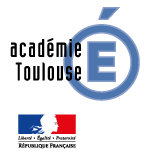 académie
Toulouse
É
Liberté • Égalité • Fraternité
RÉPUBLIQUE FRANÇAISE